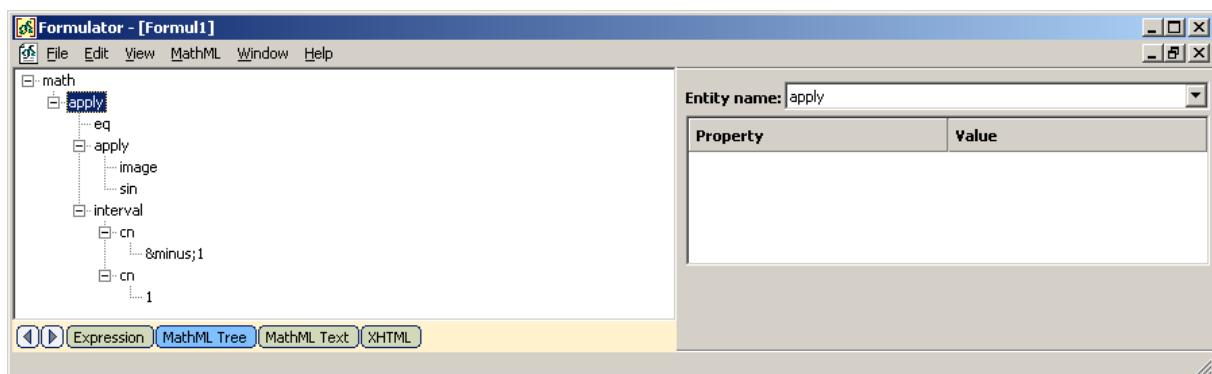 Formulator - [Formul1]
File Edit View MathML Window Help
math
apply
eq
apply
image
sin
interval
cn
&minus;1
cn
1
Entity name: apply
Property Value
Expression MathML Tree MathML Text XHTML